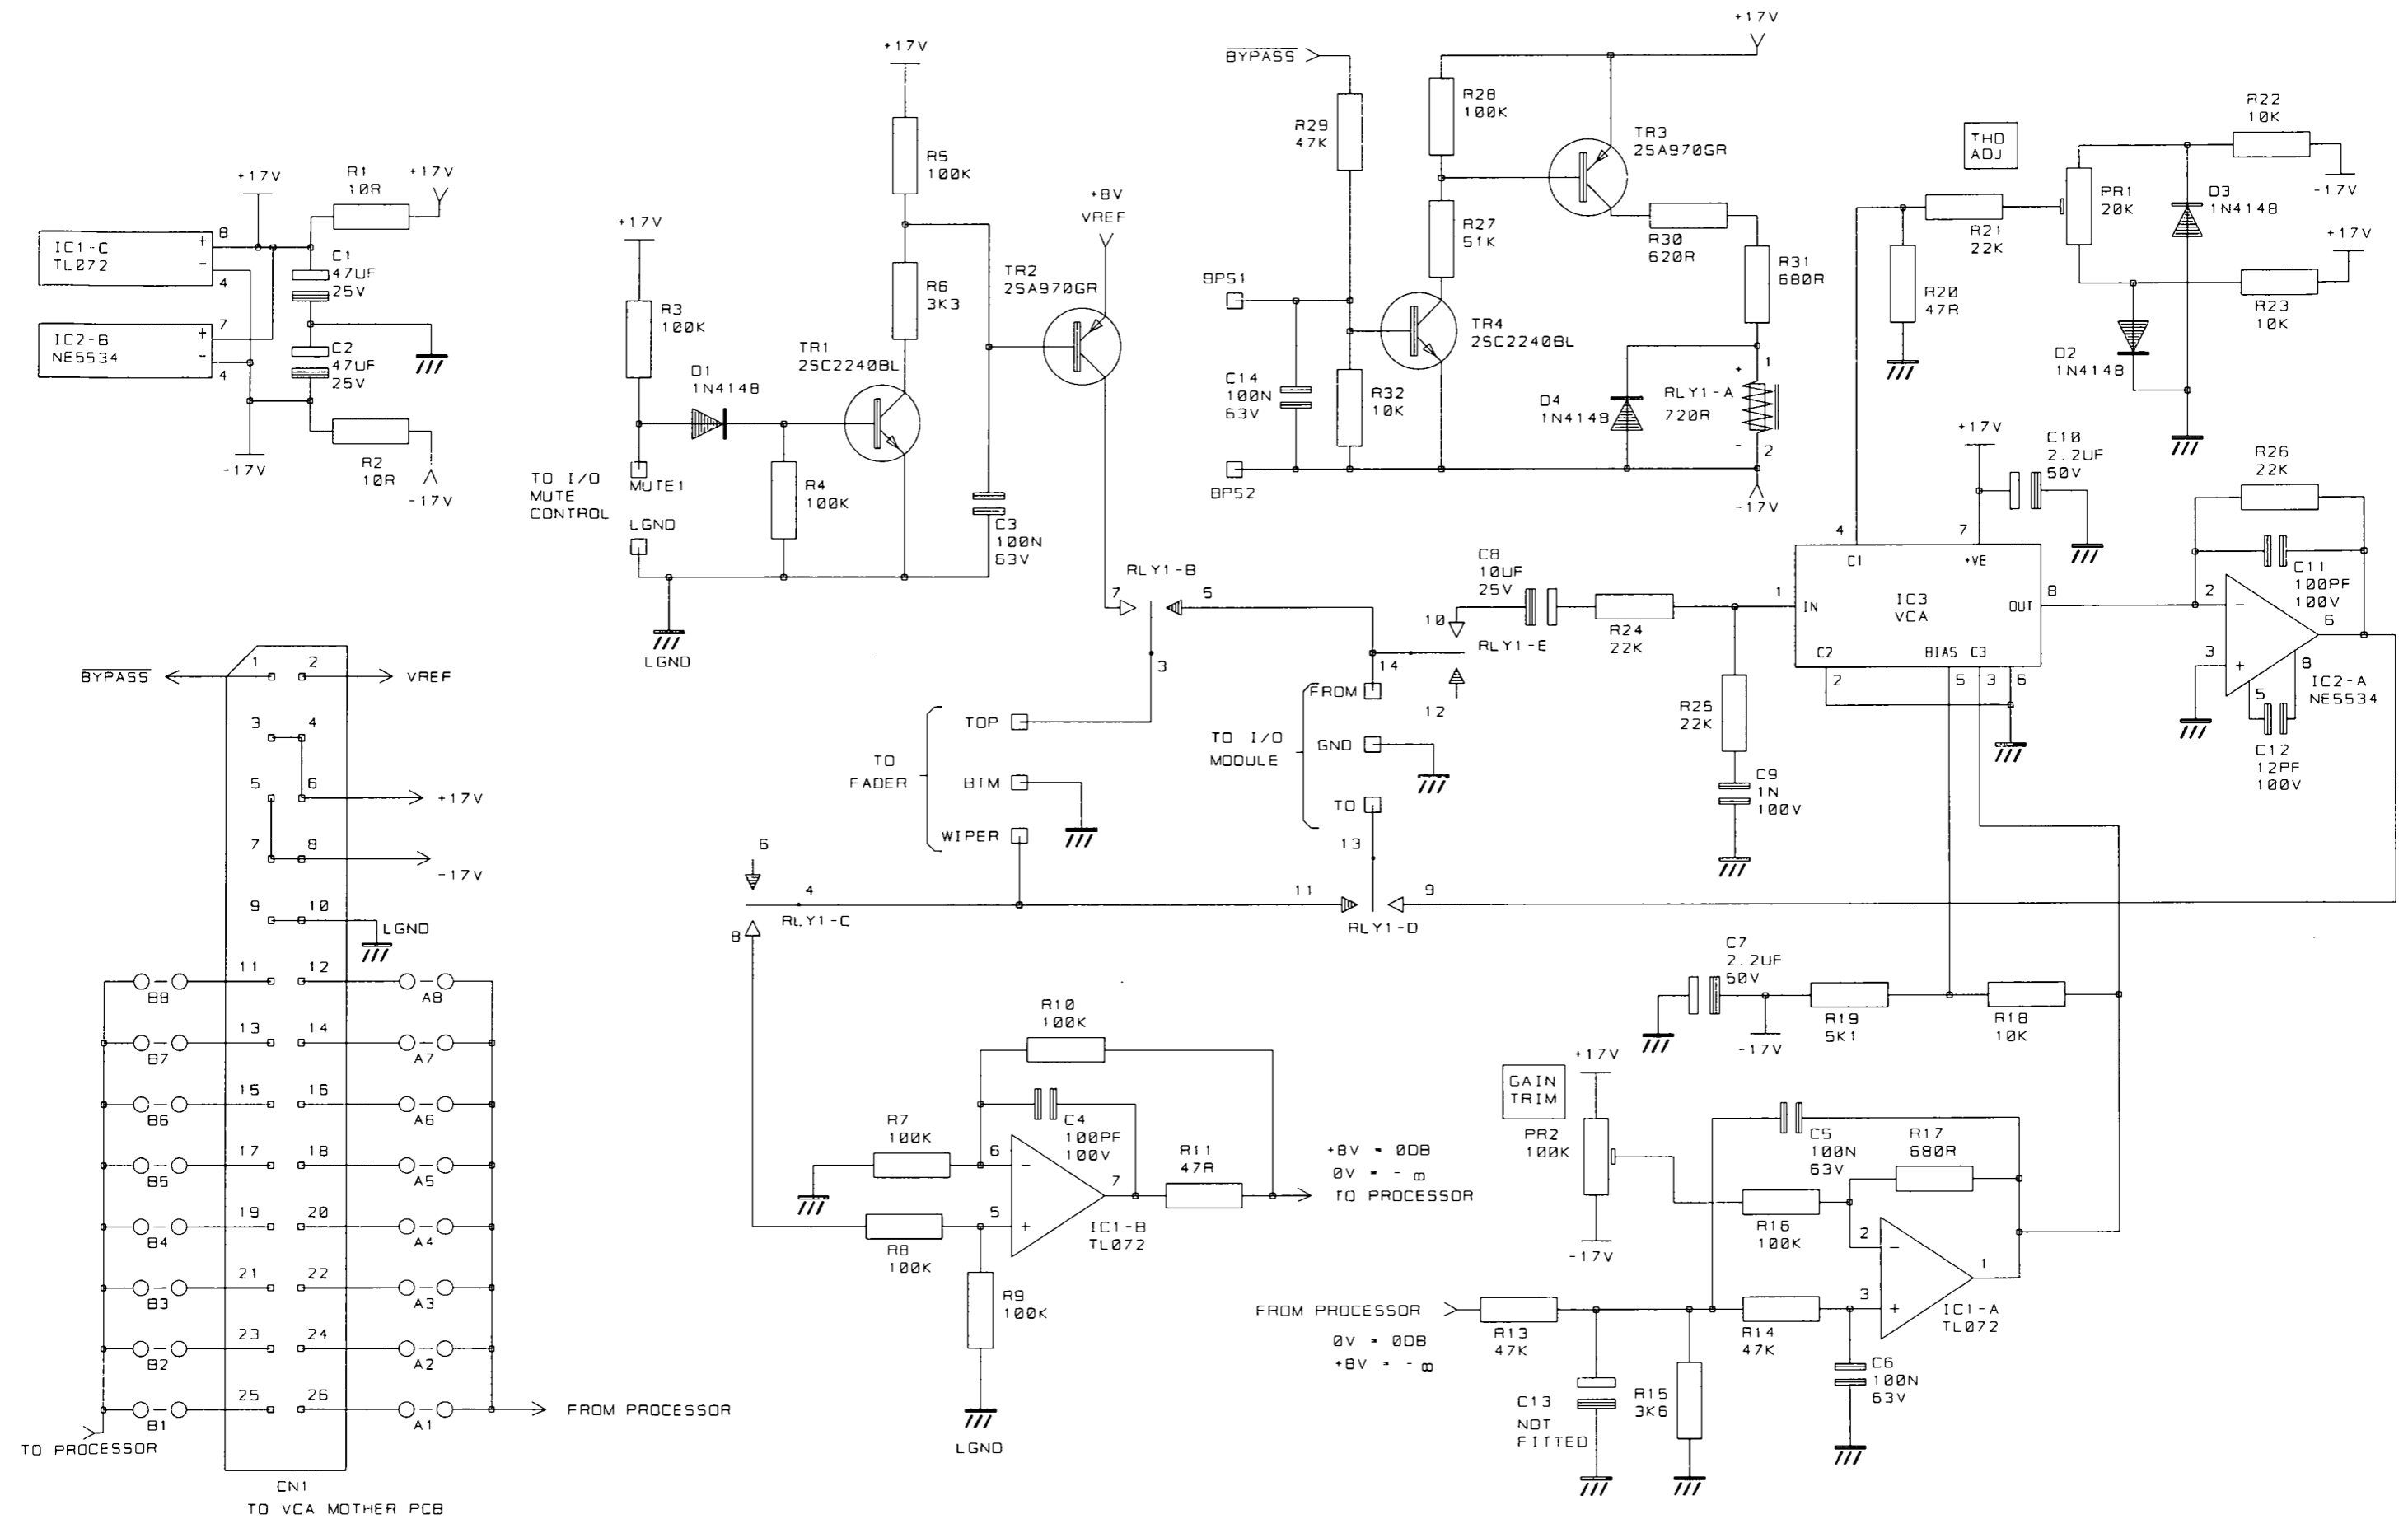 IC1-C
TL072
8
+
-
4
IC2-B
NE5534
7
+
-
4
+17V
R1
10R
+17V
C1
47UF
25V
C2
47UF
25V
-17V
R2
10R
-17V
+17V
R5
100K
R6
3K3
+17V
R3
100K
D1
1N4148
TR1
2SC2240BL
TO I/O
MUTE
CONTROL
MUTE1
LGND
R4
100K
C3
100N
63V
LGND
+8V
VREF
TR2
2SA970GR
BYPASS
R29
47K
R28
100K
R27
51K
+17V
TR3
2SA970GR
R30
620R
R31
680R
BPS1
BPS2
C14
100N
63V
R32
10K
TR4
2SC2240BL
D4
1N4148
RLY1-A
720R
1
+
-
2
-17V
THD
ADJ
R22
10K
-17V
PR1
20K
D3
1N4148
R21
22K
R20
47R
+17V
R23
10K
D2
1N4148
+17V
C10
2.2UF
50V
R26
22K
C11
100PF
100V
4
7
C1
+VE
1
IN
IC3
VCA
OUT
8
C2
BIAS
C3
2
5
3
6
2
-
3
+
6
8
5
IC2-A
NE5534
C12
12PF
100V
RLY1-B
7
5
3
C8
10UF
25V
10
RLY1-E
14
12
R24
22K
R25
22K
C9
1N
100V
TO
FADER
TOP
BIM
WIPER
TO I/O
MODULE
FROM
GND
TO
13
6
4
RLY1-C
8
11
9
RLY1-D
BYPASS
1
2
VREF
3
4
5
6
+17V
7
8
-17V
9
10
LGND
B8
11
12
A8
B7
13
14
A7
B6
15
16
A6
B5
17
18
A5
B4
19
20
A4
B3
21
22
A3
B2
23
24
A2
B1
25
26
A1
FROM PROCESSOR
TO PROCESSOR
CN1
TO VCA MOTHER PCB
R10
100K
C4
100PF
100V
R7
100K
6
-
5
+
7
R11
47R
R8
100K
IC1-B
TL072
R9
100K
LGND
+8V = 0DB
0V = -∞
TO PROCESSOR
C7
2.2UF
50V
-17V
R19
5K1
R18
10K
GAIN
TRIM
+17V
PR2
100K
-17V
C5
100N
63V
R17
680R
R16
100K
2
-
3
+
1
IC1-A
TL072
FROM PROCESSOR
0V = 0DB
+8V = -∞
R13
47K
R14
47K
C13
NOT
FITTED
R15
3K6
C6
100N
63V